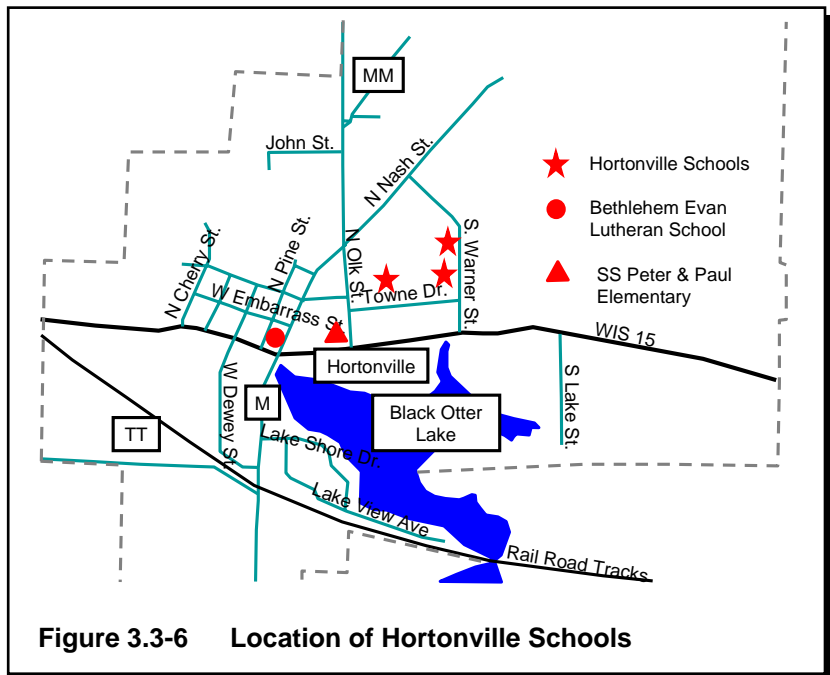 MM
John St.
N Nash St.
Hortonville Schools
Bethlehem Evan
Lutheran School
SS Peter & Paul
Elementary
N Cherry St.
N Pine St.
N Olk St.
S. Warner St.
W Embarrass St.
Towne Dr.
WIS 15
Hortonville
W Dewey St.
M
Black Otter
Lake
S Lake St.
TT
Lake Shore Dr.
Lake View Ave
Rail Road Tracks
Figure 3.3-6 Location of Hortonville Schools